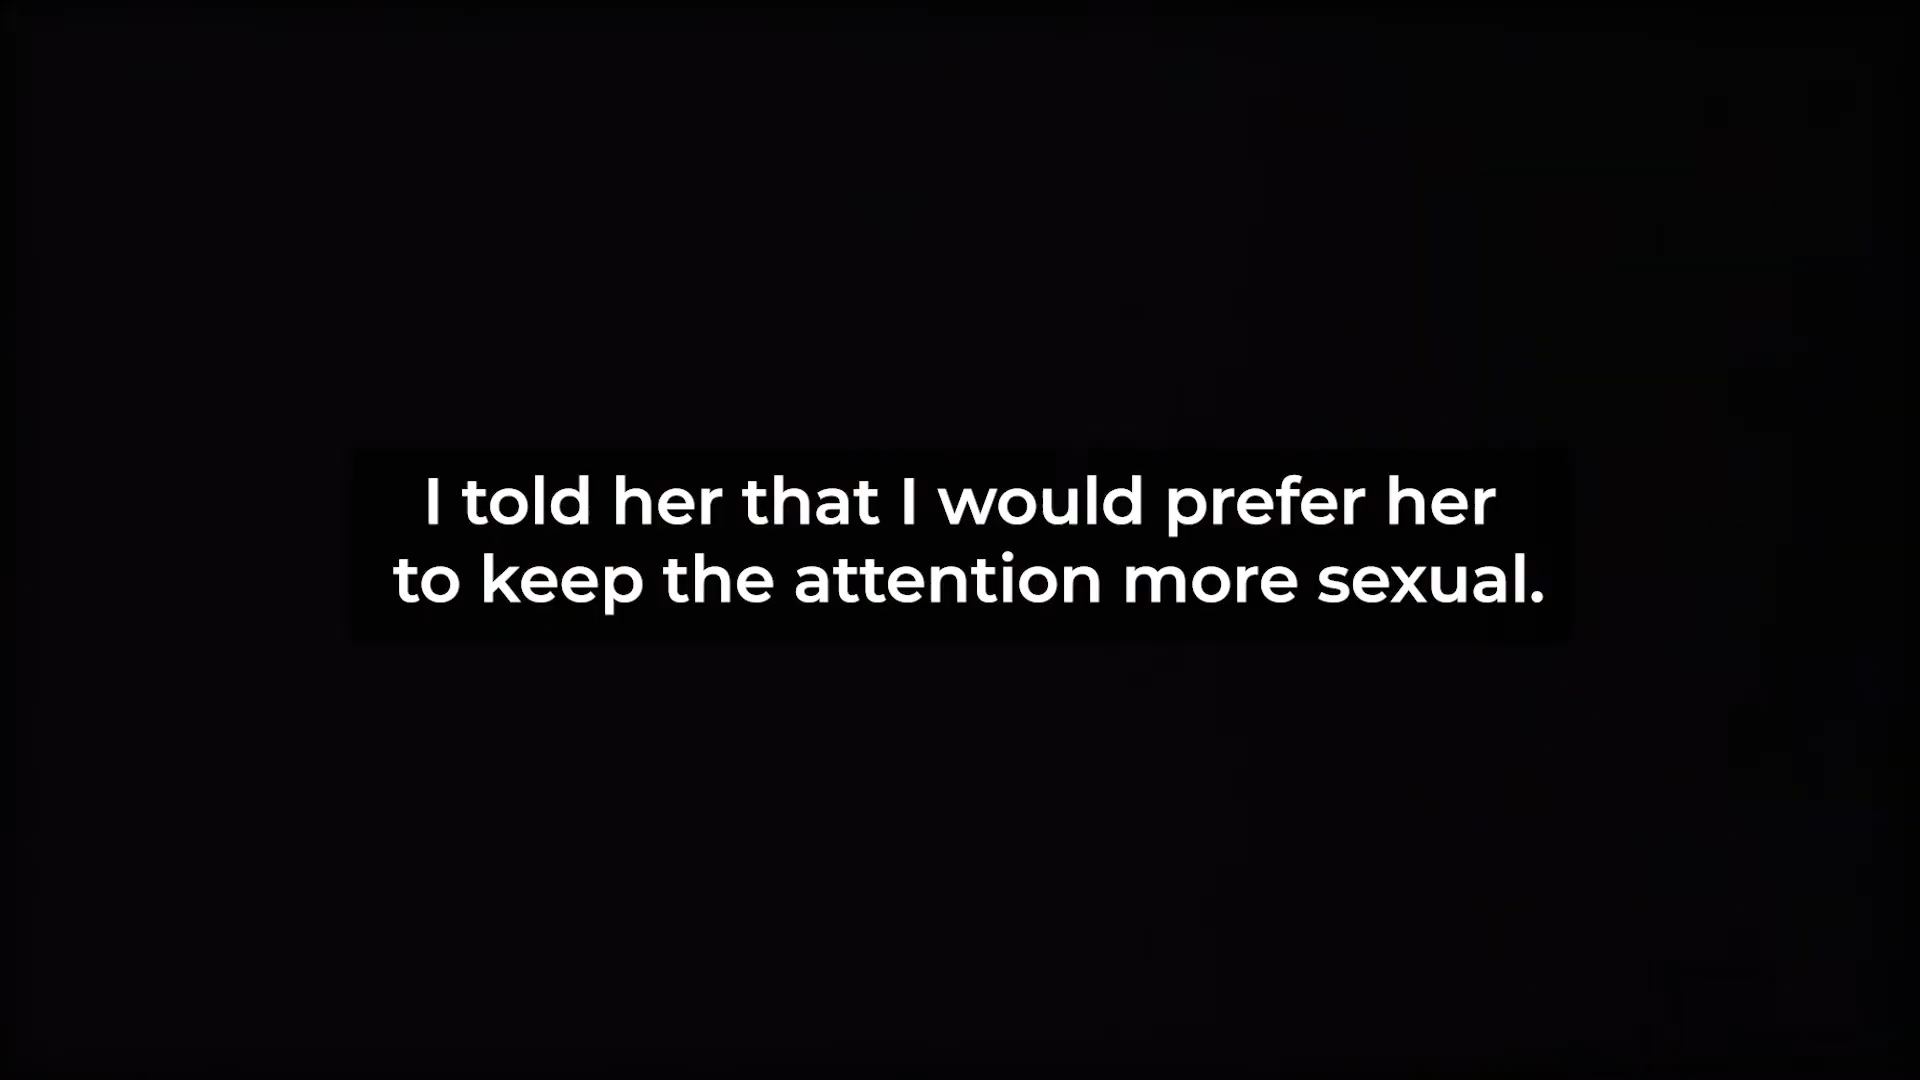 I told her that I would prefer her
to keep the attention more sexual.